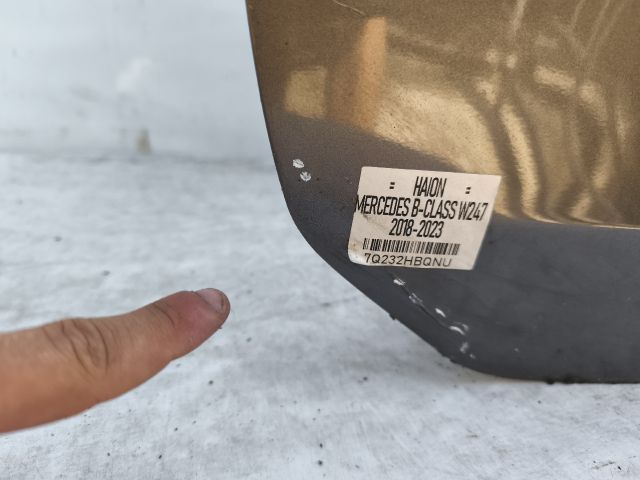 = HAION =
MERCEDES B-CLASS W247
2018-2023
7Q232HBQNU